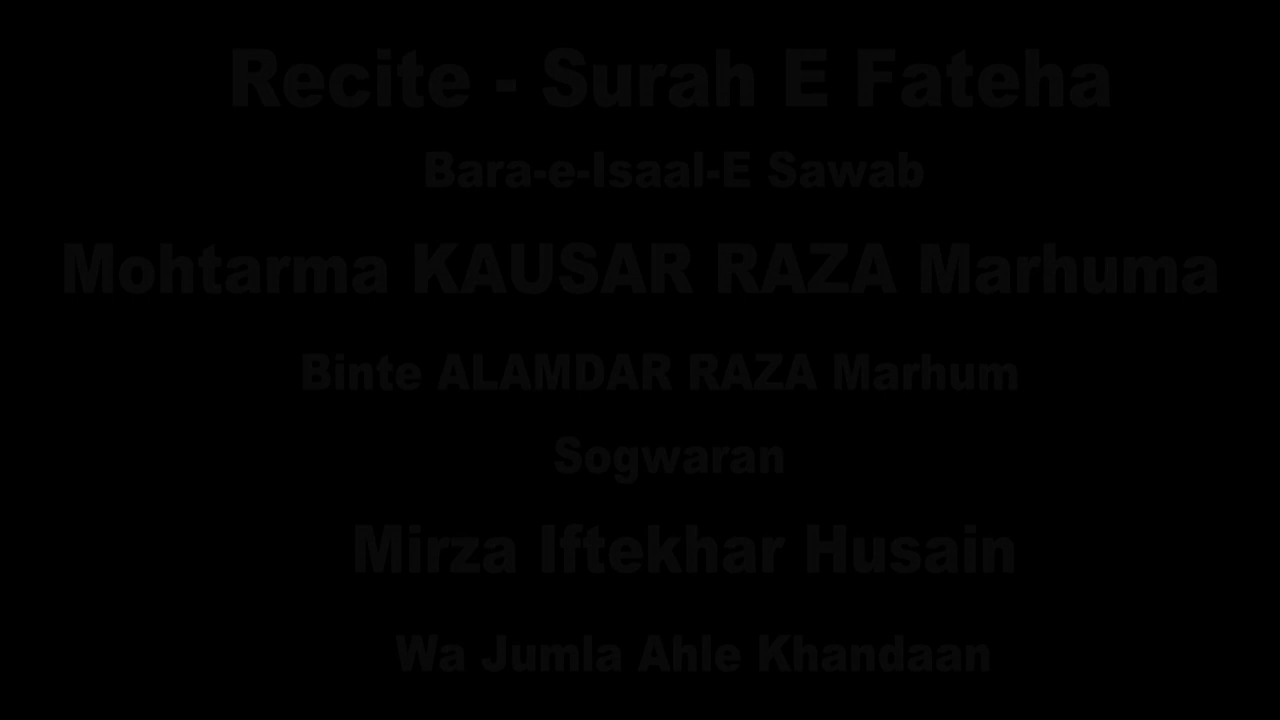 Recite - Surah E Fateha
Bara-e-Isaal-E Sawab
Mohtarma KAUSAR RAZA Marhuma
Binte ALAMDAR RAZA Marhum
Sogwaran
Mirza Iftekhar Husain
Wa Jumla Ahle Khandaan